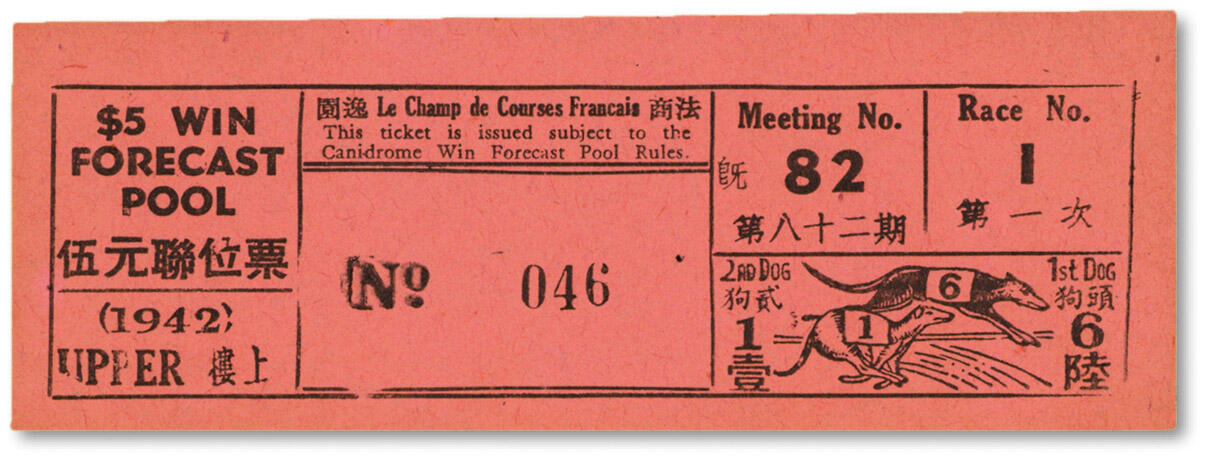 $5 WIN
FORECAST
POOL
伍元聯位票
(1942)
UPPER 樓上
園逸 Le Champ de Courses Francais 商法
This ticket is issued subject to the
Canidrome Win Forecast Pool Rules.
No 046
Meeting No.
82
第八十二期
Race No.
1
第一次
2ND DOG
狗貳
1
壹
1
6
1st DOG
狗頭
6
陸